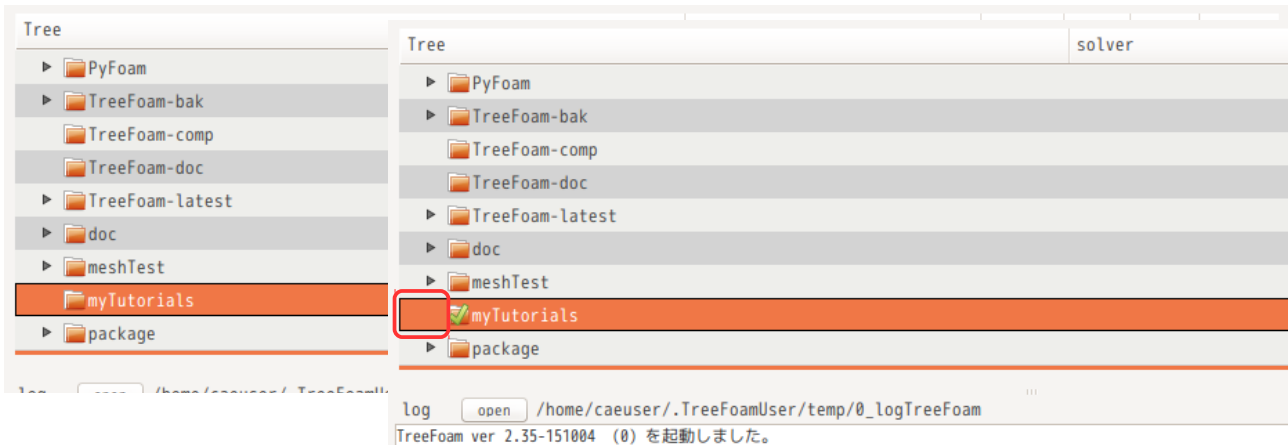 Tree
PyFoam
TreeFoam-bak
TreeFoam-comp
TreeFoam-doc
TreeFoam-latest
doc
meshTest
myTutorials
package
Tree solver
PyFoam
TreeFoam-bak
TreeFoam-comp
TreeFoam-doc
TreeFoam-latest
doc
meshTest
myTutorials
package
log open /home/caeuser/.TreeFoamUser/temp/0_logTreeFoam
TreeFoam ver 2.35-151004 (0) を起動しました。